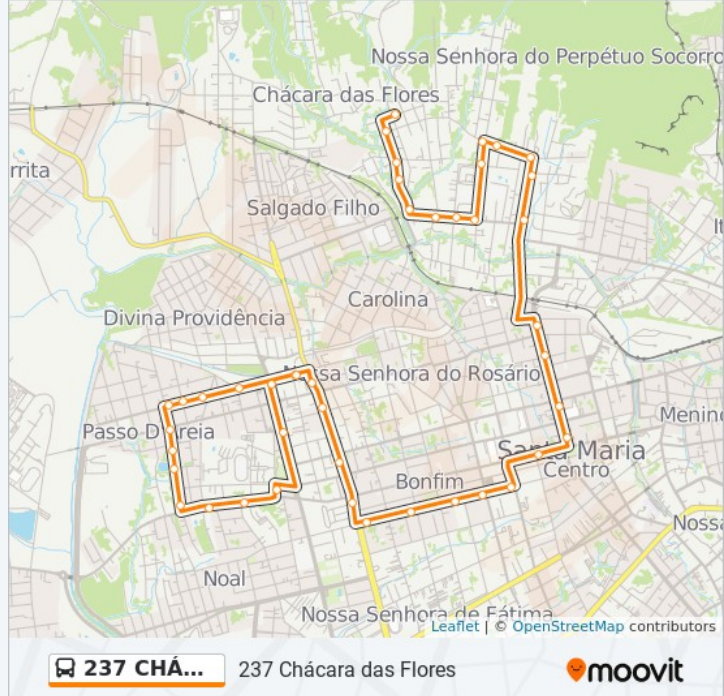 Nossa Senhora do Perpétuo Socorro
Chácara das Flores
rrita
Salgado Filho
Carolina
Divina Providência
Nossa Senhora do Rosário
Menino
Passo D'Areia
Santa Maria
Centro
Bonfim
Nossa
Noal
Nossa Senhora de Fátima
Leaflet | © OpenStreetMap contributors
237 CHÁ...
237 Chácara das Flores
moovit